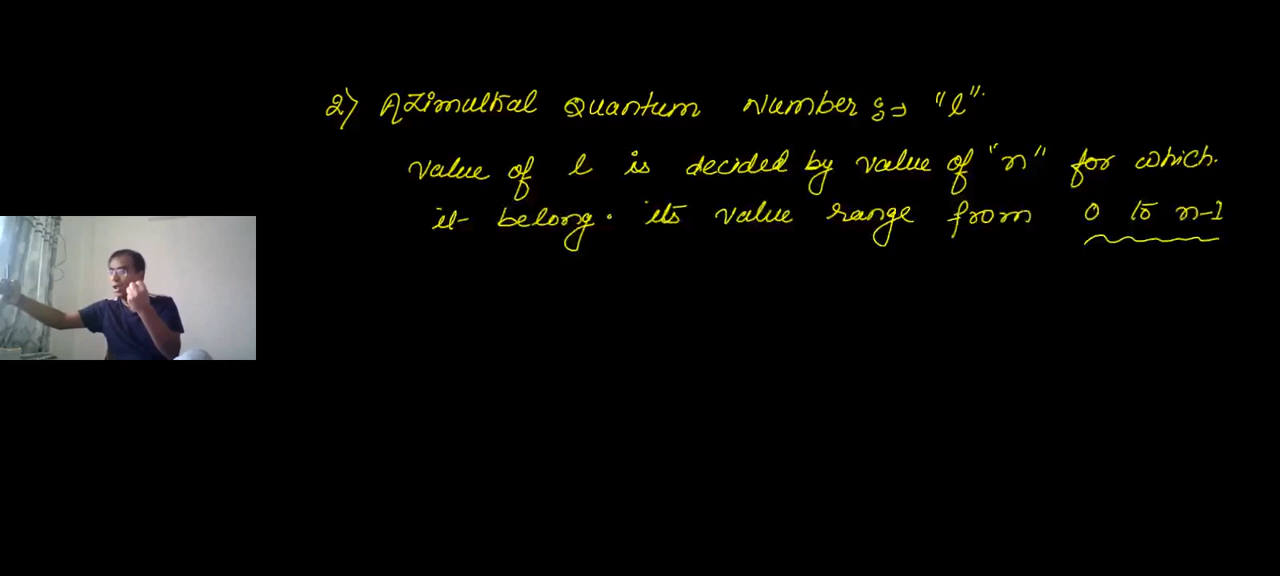 2) Azimuthal Quantum Number :→ "l".
value of l is decided by value of "n" for which.
it belong. its value range from 0 to n-1